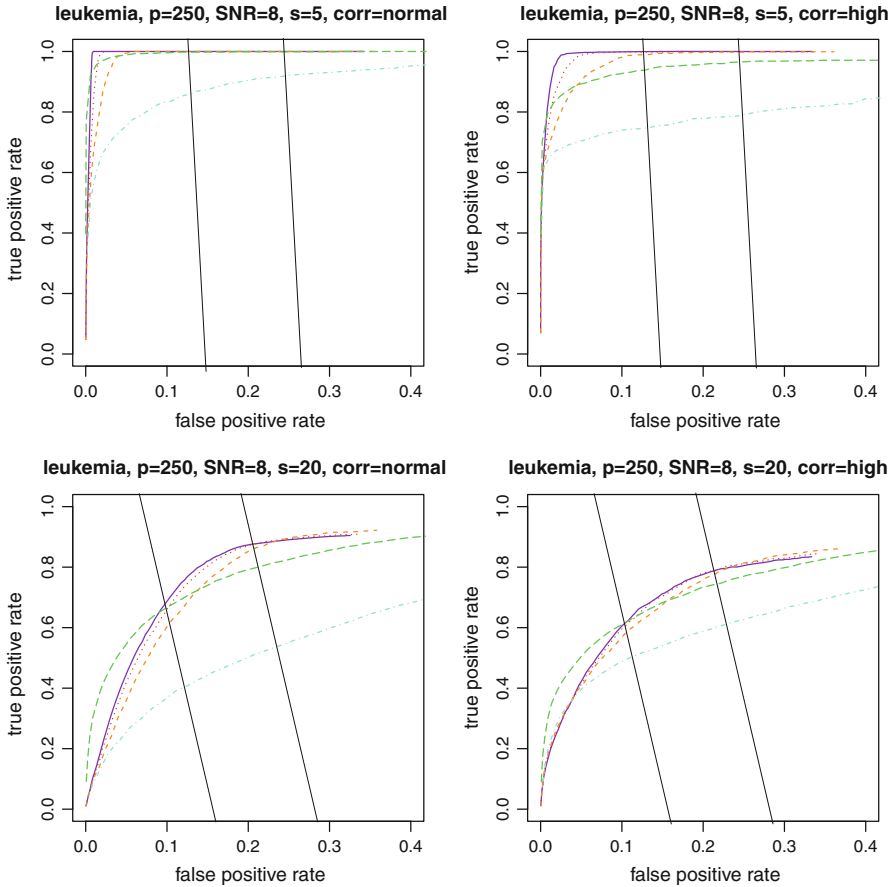 leukemia, p=250, SNR=8, s=5, corr=normal
true positive rate
1.0
0.8
0.6
0.4
0.2
0.0
0.0 0.1 0.2 0.3 0.4
false positive rate
leukemia, p=250, SNR=8, s=5, corr=high
true positive rate
1.0
0.8
0.6
0.4
0.2
0.0
0.0 0.1 0.2 0.3 0.4
false positive rate
leukemia, p=250, SNR=8, s=20, corr=normal
true positive rate
1.0
0.8
0.6
0.4
0.2
0.0
0.0 0.1 0.2 0.3 0.4
false positive rate
leukemia, p=250, SNR=8, s=20, corr=high
true positive rate
1.0
0.8
0.6
0.4
0.2
0.0
0.0 0.1 0.2 0.3 0.4
false positive rate